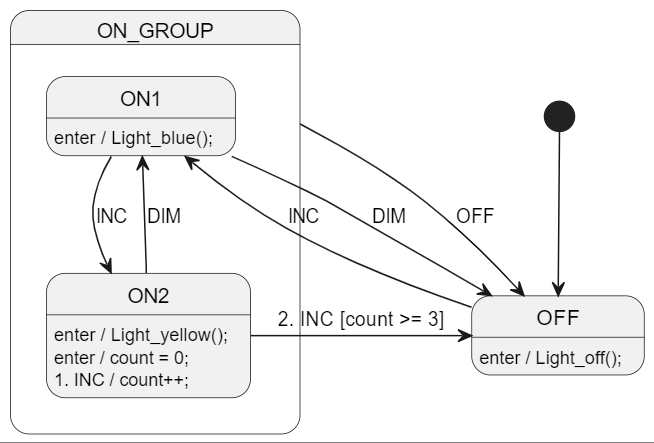 ON_GROUP
ON1
enter / Light_blue();
INC
DIM
INC
DIM
OFF
ON2
enter / Light_yellow();
enter / count = 0;
1. INC / count++;
2. INC [count >= 3]
OFF
enter / Light_off();